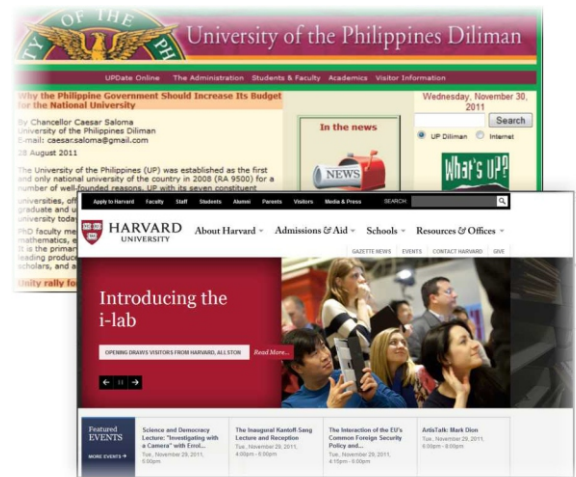 OF THE
University of the Philippines Diliman
UPDate Online The Administration Students & Faculty Academics Visitor Information
Why the Philippine Government Should Increase Its Budget
for the National University
By Chancellor Caesar Saloma
University of the Philippines Diliman
E-mail: caesar.saloma@gmail.com
28 August 2011
The University of the Philippines (UP) was established as the first
and only national university of the country in 2008 (RA 9500) for a
number of well-founded reasons. UP with its seven constituent
universities, off
graduate and u
university today
PhD faculty me
mathematics, e
It is the primar
leading produce
scholars, and a
Unity rally fo
In the news
NEWS
Wednesday, November 30,
2011
Search
UP Diliman Internet
What's UP?
Apply to Harvard Faculty Staff Students Alumni Parents Visitors Media & Press SEARCH:
HARVARD
UNIVERSITY
About Harvard Admissions & Aid Schools Resources & Offices
GAZETTE NEWS EVENTS CONTACT HARVARD GIVE
Introducing the
i-lab
OPENING DRAWS VISITORS FROM HARVARD, ALLSTON Read More...
Featured
EVENTS
MORE EVENTS
Science and Democracy
Lecture: "Investigating with
a Camera" with Errol...
Tue., November 29, 2011,
5:00pm
The Inaugural Kantoff-Sang
Lecture and Reception
Tue., November 29, 2011,
4:00pm - 6:00pm
The Interaction of the EU's
Common Foreign Security
Policy and...
Tue., November 29, 2011,
4:15pm - 6:00pm
ArtisTalk: Mark Dion
Tue., November 29, 2011,
6:30pm - 8:00pm